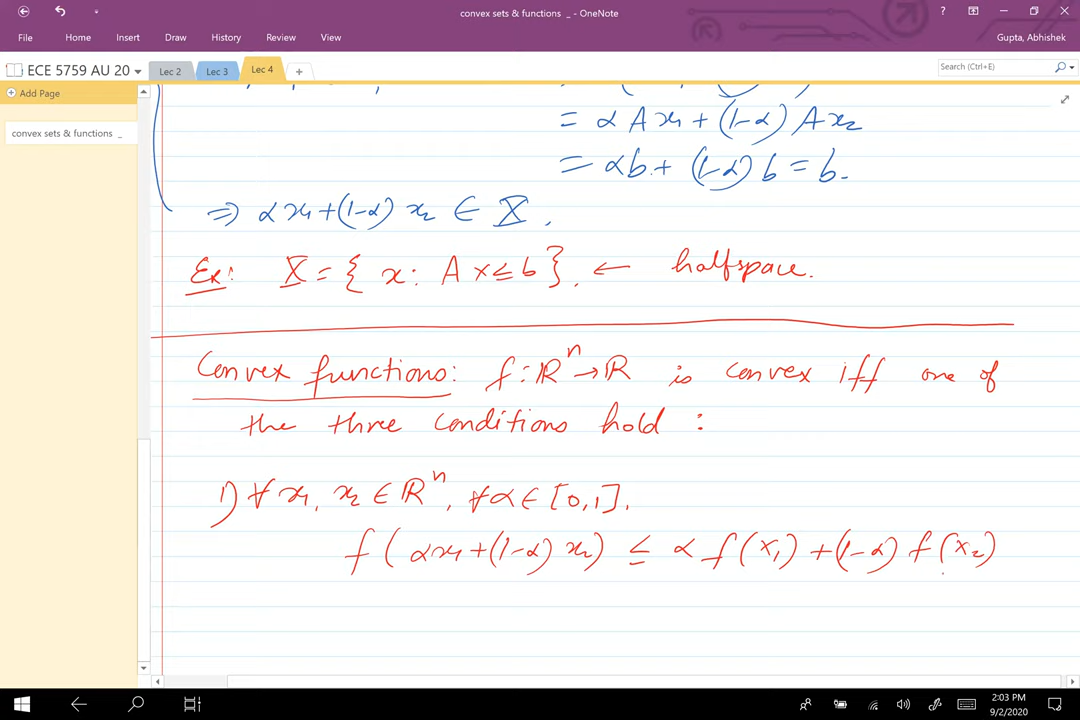 convex sets & functions _ - OneNote
File Home Insert Draw History Review View
Gupta, Abhishek
ECE 5759 AU 20 Lec 2 Lec 3 Lec 4
Search (Ctrl+E)
Add Page
convex sets & functions _
= α A x₁ + (1-α) A x₂
= αb + (1-α) b = b.
⇒ αx₁ + (1-α) x₂ ∈ X.
Ex: X = { x: Ax ≤ b }. ← halfspace.
Convex functions: f: ℝⁿ → ℝ is convex iff one of
the three conditions hold :
1) ∀ x₁, x₂ ∈ ℝⁿ, ∀α ∈ [0,1],
f( αx₁ + (1-α) x₂) ≤ α f(x₁) + (1-α) f(x₂)
2:03 PM
9/2/2020